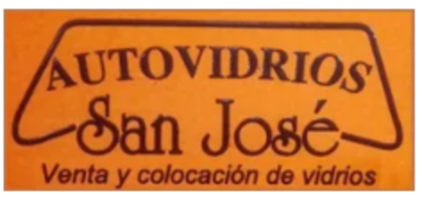 AUTOVIDRIOS
San José
Venta y colocación de vidrios